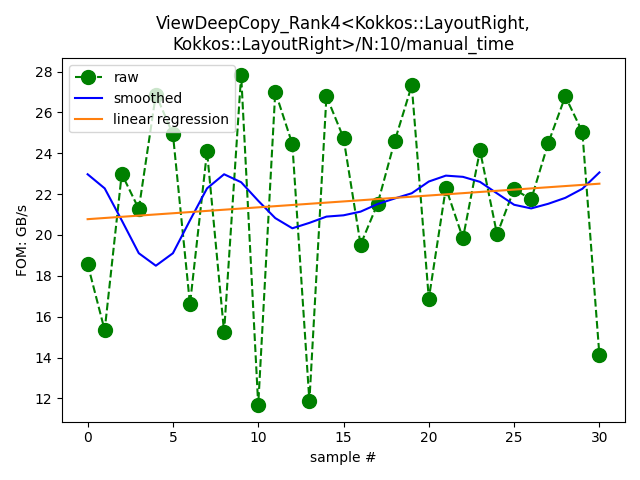 ViewDeepCopy_Rank4<Kokkos::LayoutRight,
Kokkos::LayoutRight>/N:10/manual_time
raw
smoothed
linear regression
FOM: GB/s
28
26
24
22
20
18
16
14
12
0 5 10 15 20 25 30
sample #